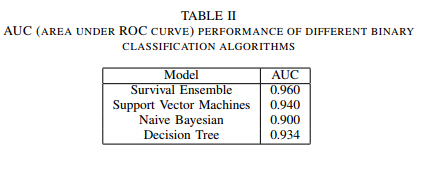 TABLE II
AUC (AREA UNDER ROC CURVE) PERFORMANCE OF DIFFERENT BINARY
CLASSIFICATION ALGORITHMS
Model AUC
Survival Ensemble 0.960
Support Vector Machines 0.940
Naive Bayesian 0.900
Decision Tree 0.934